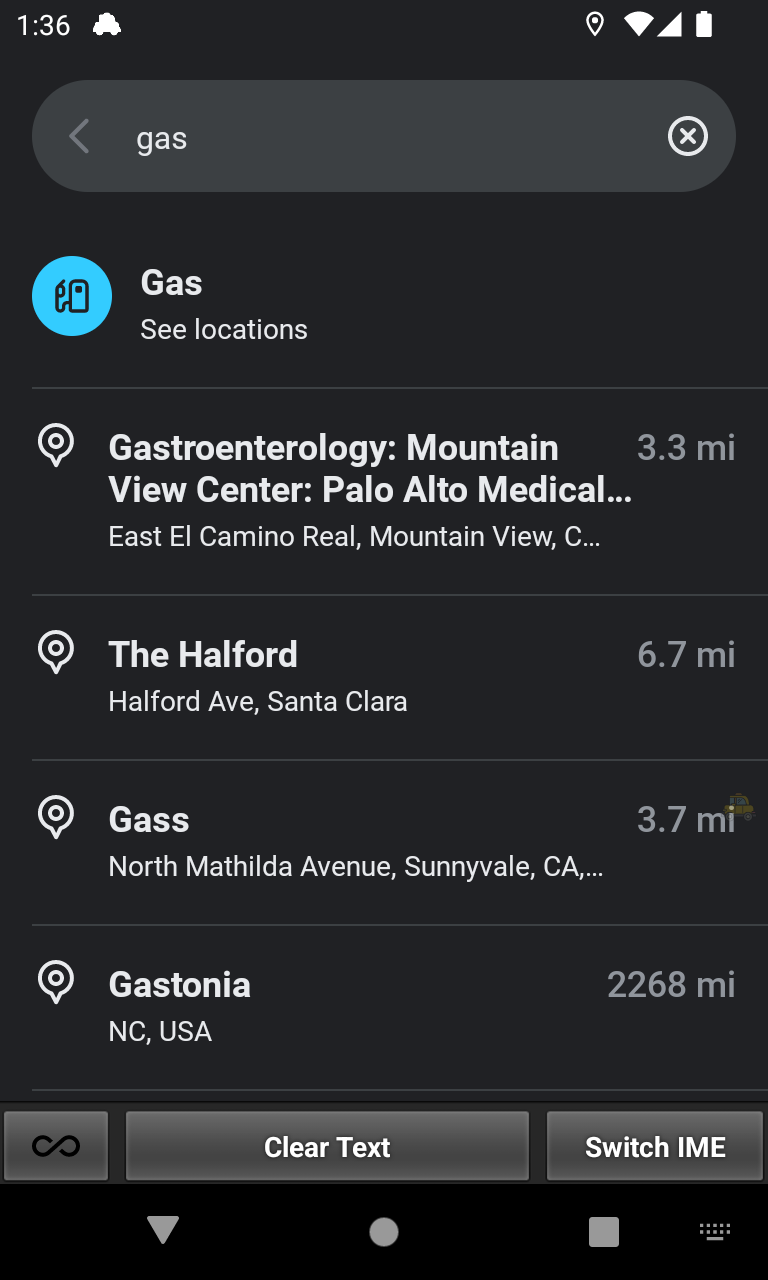 1:36
gas
Gas
See locations
Gastroenterology: Mountain
3.3 mi
View Center: Palo Alto Medical...
East El Camino Real, Mountain View, C...
The Halford
6.7 mi
Halford Ave, Santa Clara
Gass
3.7 mi
North Mathilda Avenue, Sunnyvale, CA,...
Gastonia
2268 mi
NC, USA
Clear Text
Switch IME